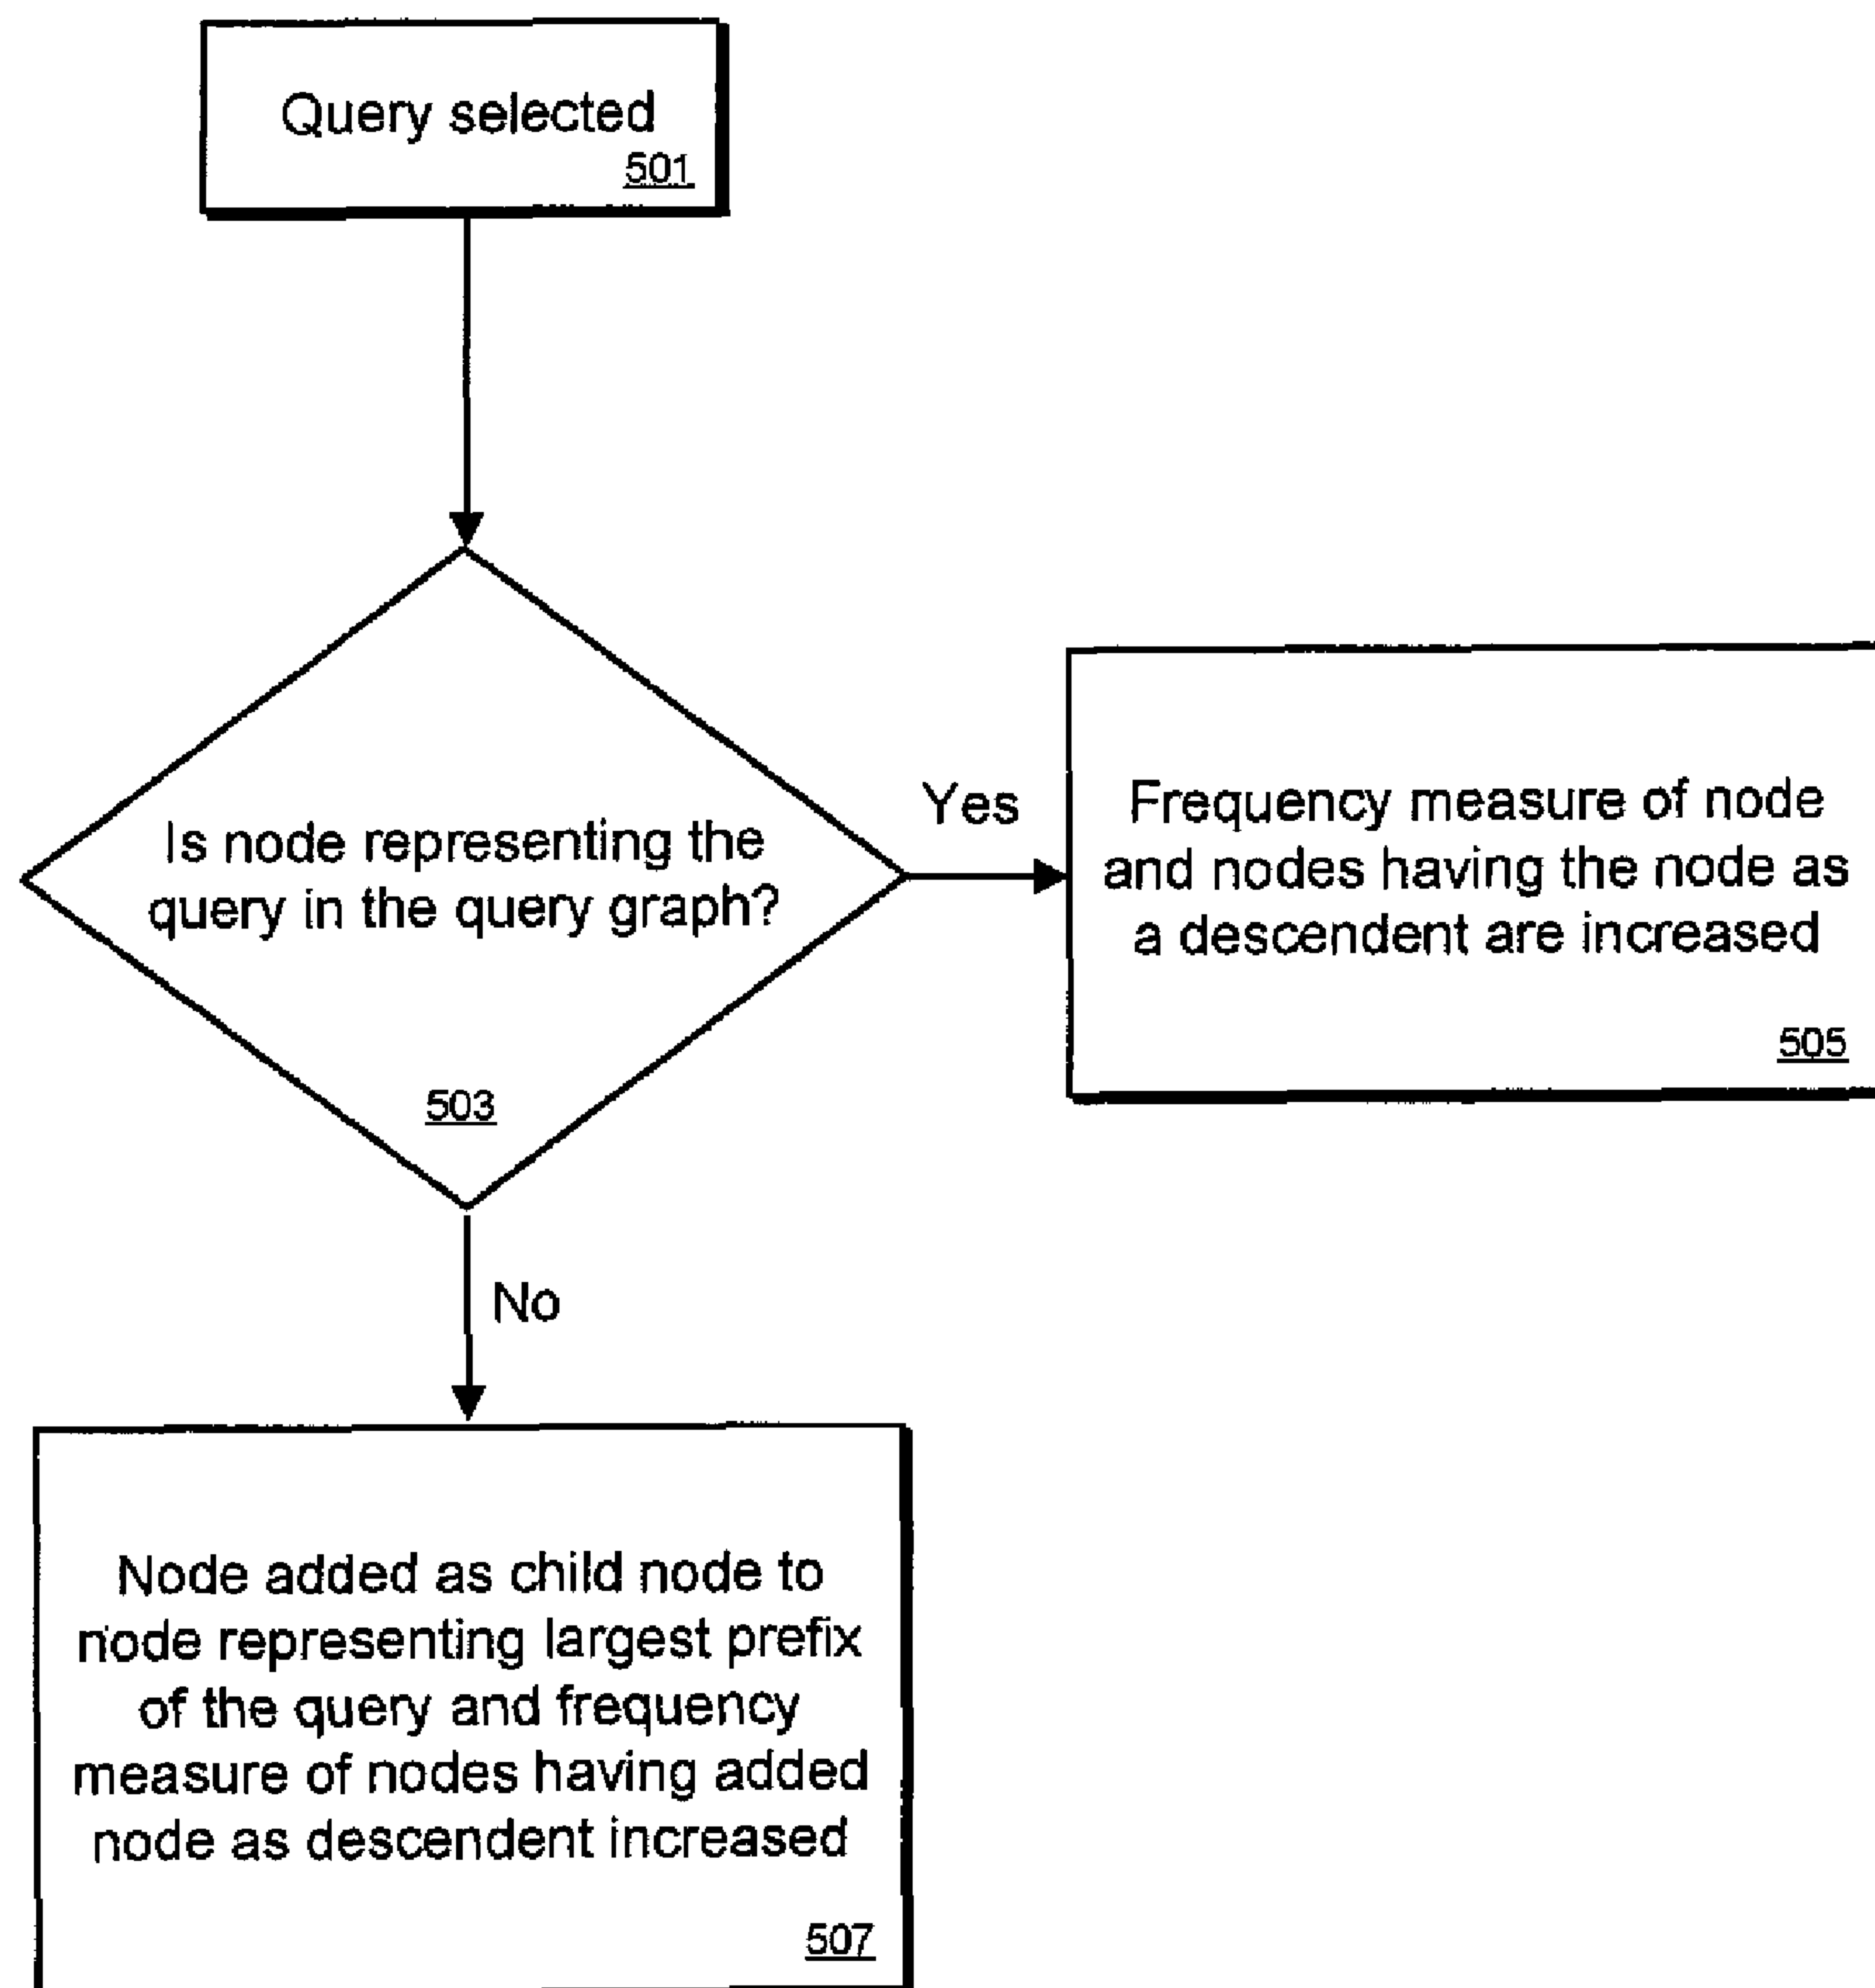 Query selected
501
Is node representing the
query in the query graph?
503
Yes
Frequency measure of node
and nodes having the node as
a descendent are increased
505
No
Node added as child node to
node representing largest prefix
of the query and frequency
measure of nodes having added
node as descendent increased
507